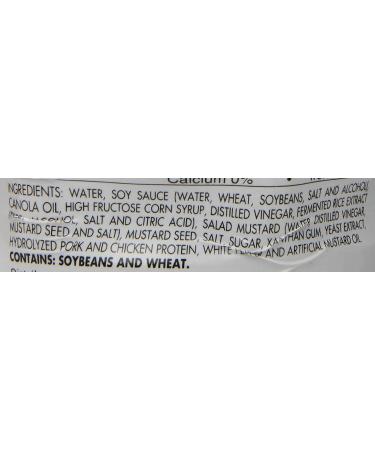 Calcium 0% •
INGREDIENTS: WATER, SOY SAUCE (WATER, WHEAT, SOYBEANS, SALT AND ALCOHOL),
CANOLA OIL, HIGH FRUCTOSE CORN SYRUP, DISTILLED VINEGAR, FERMENTED RICE EXTRACT
ALCOHOL, SALT AND CITRIC ACID), SALAD MUSTARD (WATER, DISTILLED VINEGAR,
MUSTARD SEED AND SALT), MUSTARD SEED, SALT, SUGAR, XANTHAN GUM, YEAST EXTRACT,
HYDROLYZED PORK AND CHICKEN PROTEIN, WHITE AND ARTIFICIAL MUSTARD OIL.
CONTAINS: SOYBEANS AND WHEAT.